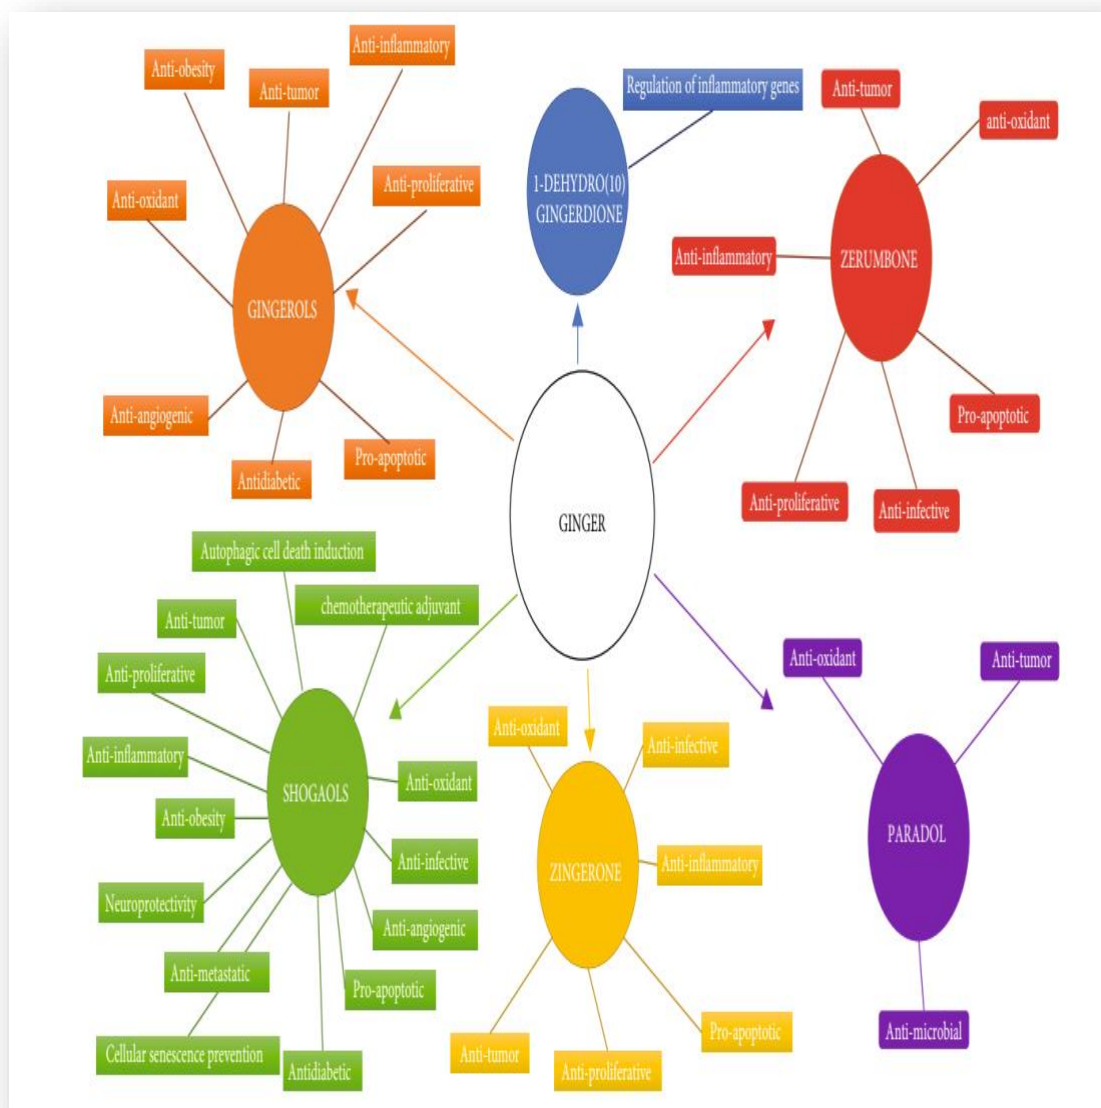 Anti-inflammatory
Anti-obesity
Anti-tumor
Anti-oxidant
Anti-proliferative
GINGEROLS
Anti-angiogenic
Antidiabetic
Pro-apoptotic
Regulation of inflammatory genes
1-DEHYDRO(10)
GINGERDIONE
Anti-tumor
anti-oxidant
Anti-inflammatory
ZERUMBONE
Pro-apoptotic
Anti-proliferative
Anti-infective
GINGER
Autophagic cell death induction
chemotherapeutic adjuvant
Anti-tumor
Anti-proliferative
Anti-inflammatory
Anti-obesity
SHOGAOLS
Anti-oxidant
Anti-infective
Neuroprotectivity
Anti-angiogenic
Anti-metastatic
Pro-apoptotic
Cellular senescence prevention
Antidiabetic
Anti-oxidant
Anti-infective
ZINGERONE
Anti-inflammatory
Anti-tumor
Anti-proliferative
Pro-apoptotic
Anti-oxidant
Anti-tumor
PARADOL
Anti-microbial